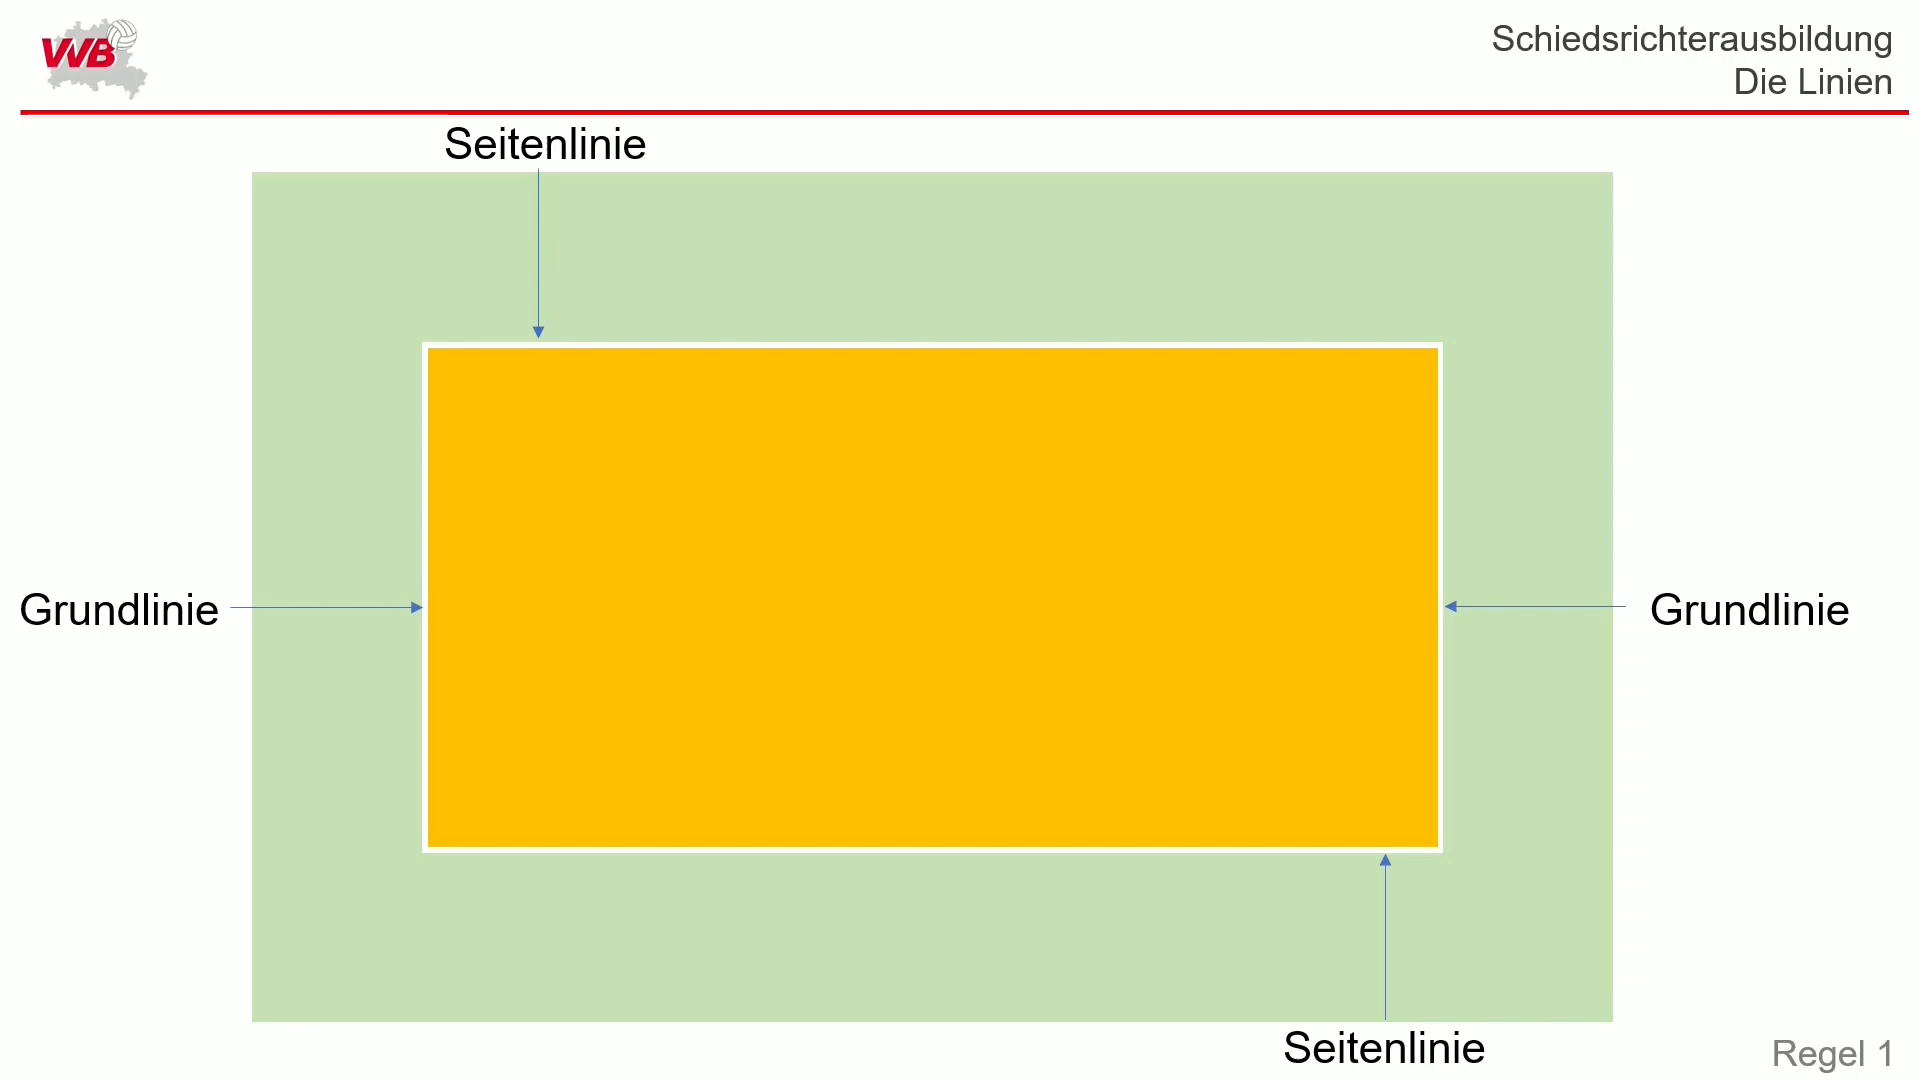 VVB
Schiedsrichterausbildung
Die Linien
Seitenlinie
Grundlinie
Grundlinie
Seitenlinie
Regel 1